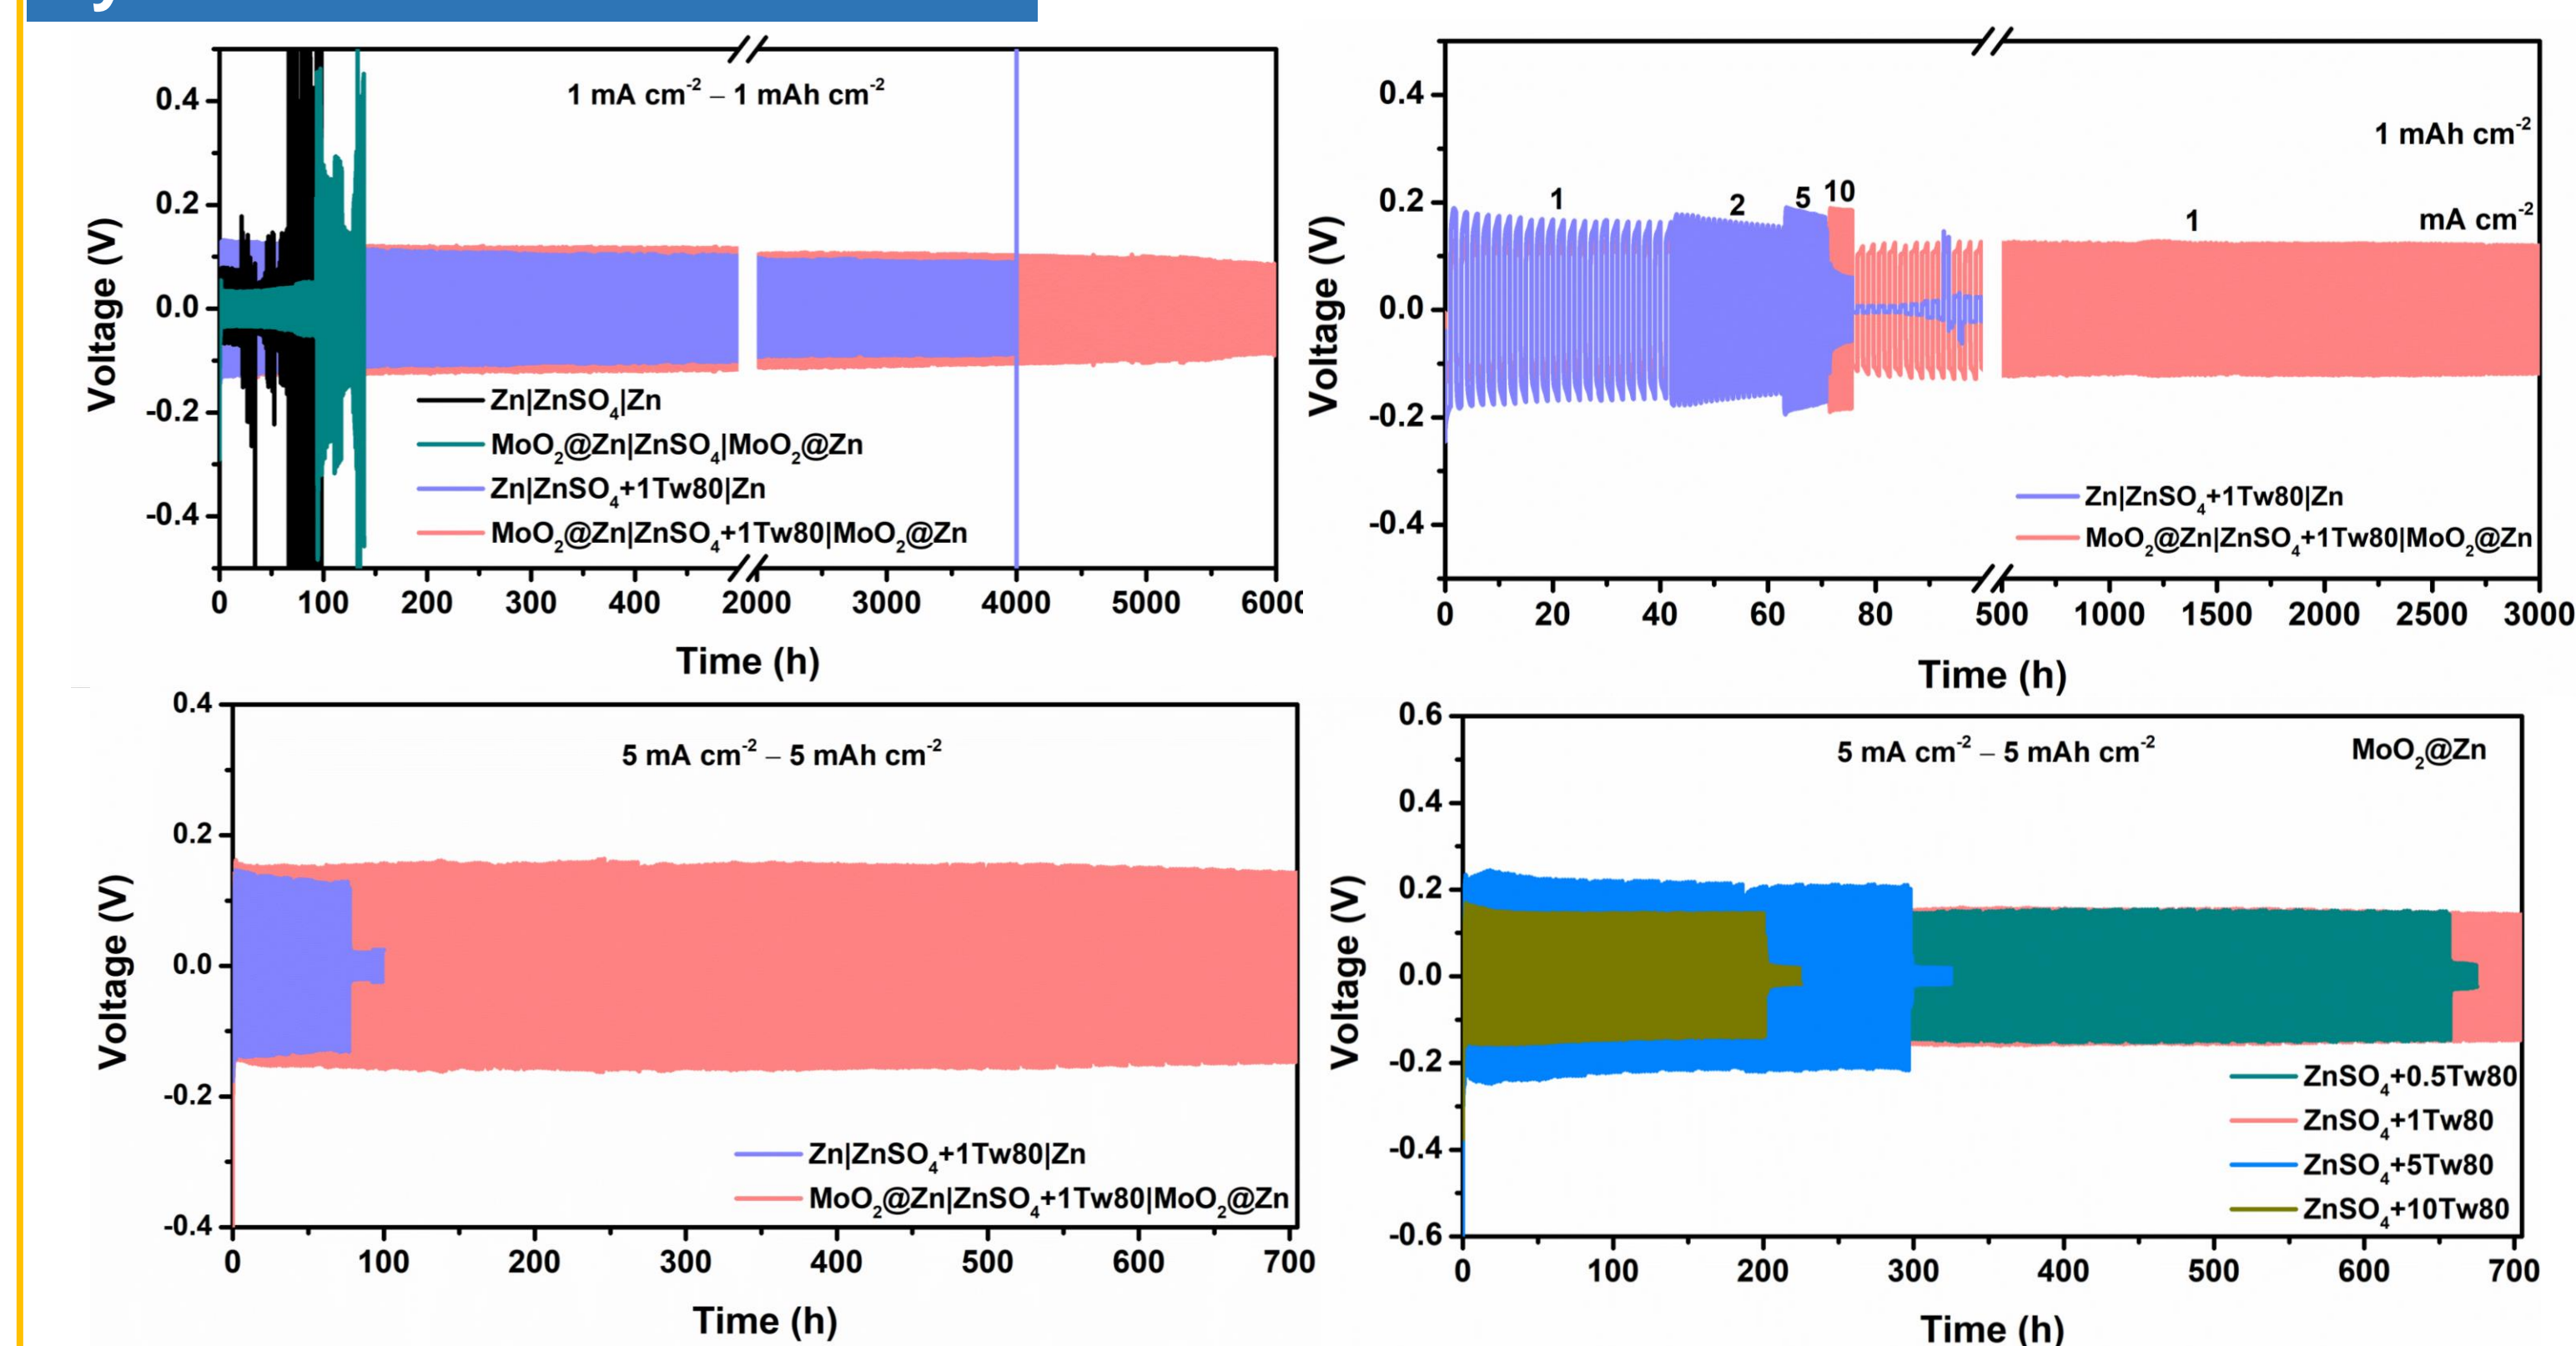 1 mA cm-2 – 1 mAh cm-2
0.4
0.2
0.0
-0.2
-0.4
Voltage (V)
Zn|ZnSO4|Zn
MoO2@Zn|ZnSO4|MoO2@Zn
Zn|ZnSO4+1Tw80|Zn
MoO2@Zn|ZnSO4+1Tw80|MoO2@Zn
0 100 200 300 400 2000 3000 4000 5000 6000
Time (h)
0.4
0.2
0.0
-0.2
-0.4
Voltage (V)
1 mAh cm-2
1 2 5 10 1 mA cm-2
Zn|ZnSO4+1Tw80|Zn
MoO2@Zn|ZnSO4+1Tw80|MoO2@Zn
0 20 40 60 80 500 1000 1500 2000 2500 3000
Time (h)
0.4
0.2
0.0
-0.2
-0.4
Voltage (V)
5 mA cm-2 – 5 mAh cm-2
Zn|ZnSO4+1Tw80|Zn
MoO2@Zn|ZnSO4+1Tw80|MoO2@Zn
0 100 200 300 400 500 600 700
Time (h)
0.6
0.4
0.2
0.0
-0.2
-0.4
-0.6
Voltage (V)
5 mA cm-2 – 5 mAh cm-2 MoO2@Zn
ZnSO4+0.5Tw80
ZnSO4+1Tw80
ZnSO4+5Tw80
ZnSO4+10Tw80
0 100 200 300 400 500 600 700
Time (h)